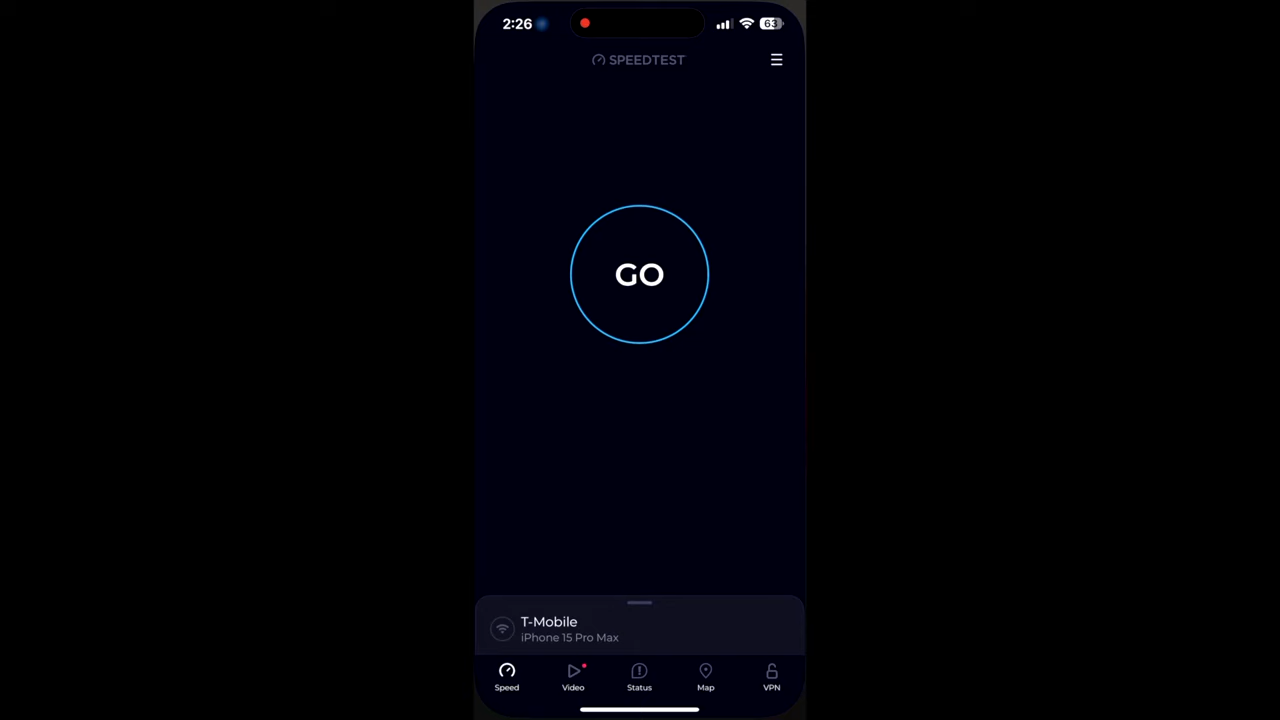 2:26
63
SPEEDTEST
GO
T-Mobile
iPhone 15 Pro Max
Speed
Video
Status
Map
VPN